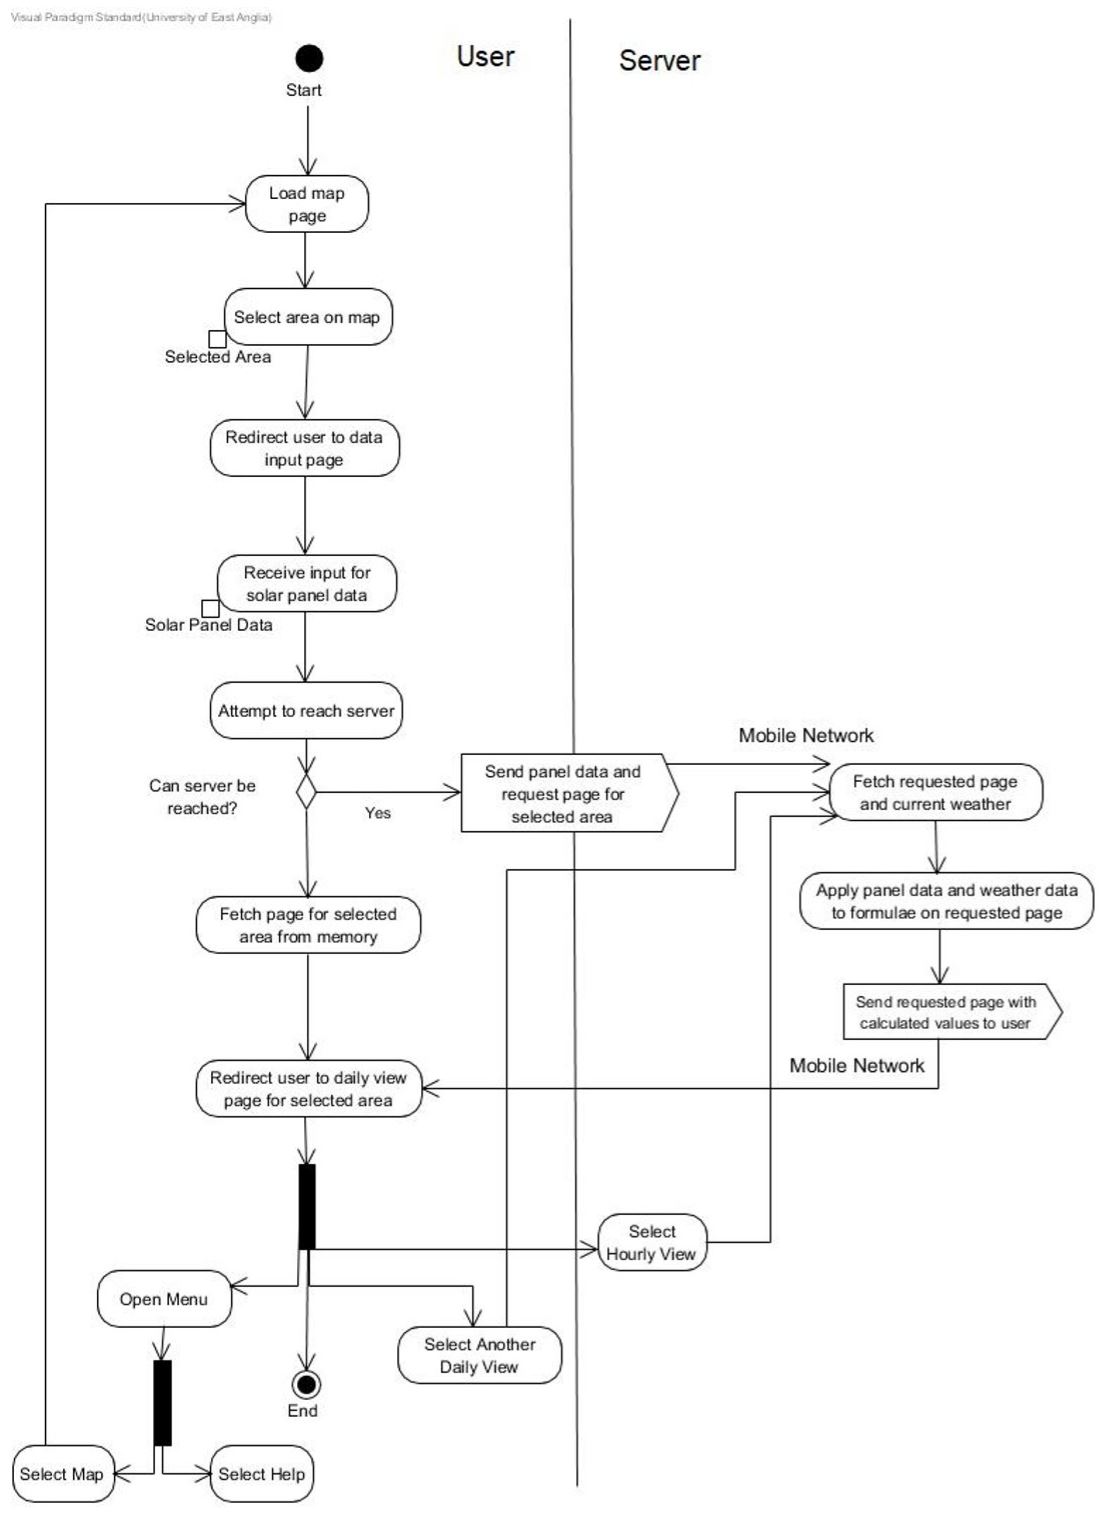 Visual Paradigm Standard(University of East Anglia)
User
Server
Start
Load map
page
Select area on map
Selected Area
Redirect user to data
input page
Receive input for
solar panel data
Solar Panel Data
Attempt to reach server
Can server be
reached?
Yes
Send panel data and
request page for
selected area
Mobile Network
Fetch requested page
and current weather
Apply panel data and weather data
to formulae on requested page
Fetch page for selected
area from memory
Send requested page with
calculated values to user
Mobile Network
Redirect user to daily view
page for selected area
Select
Hourly View
Open Menu
Select Another
Daily View
End
Select Map
Select Help